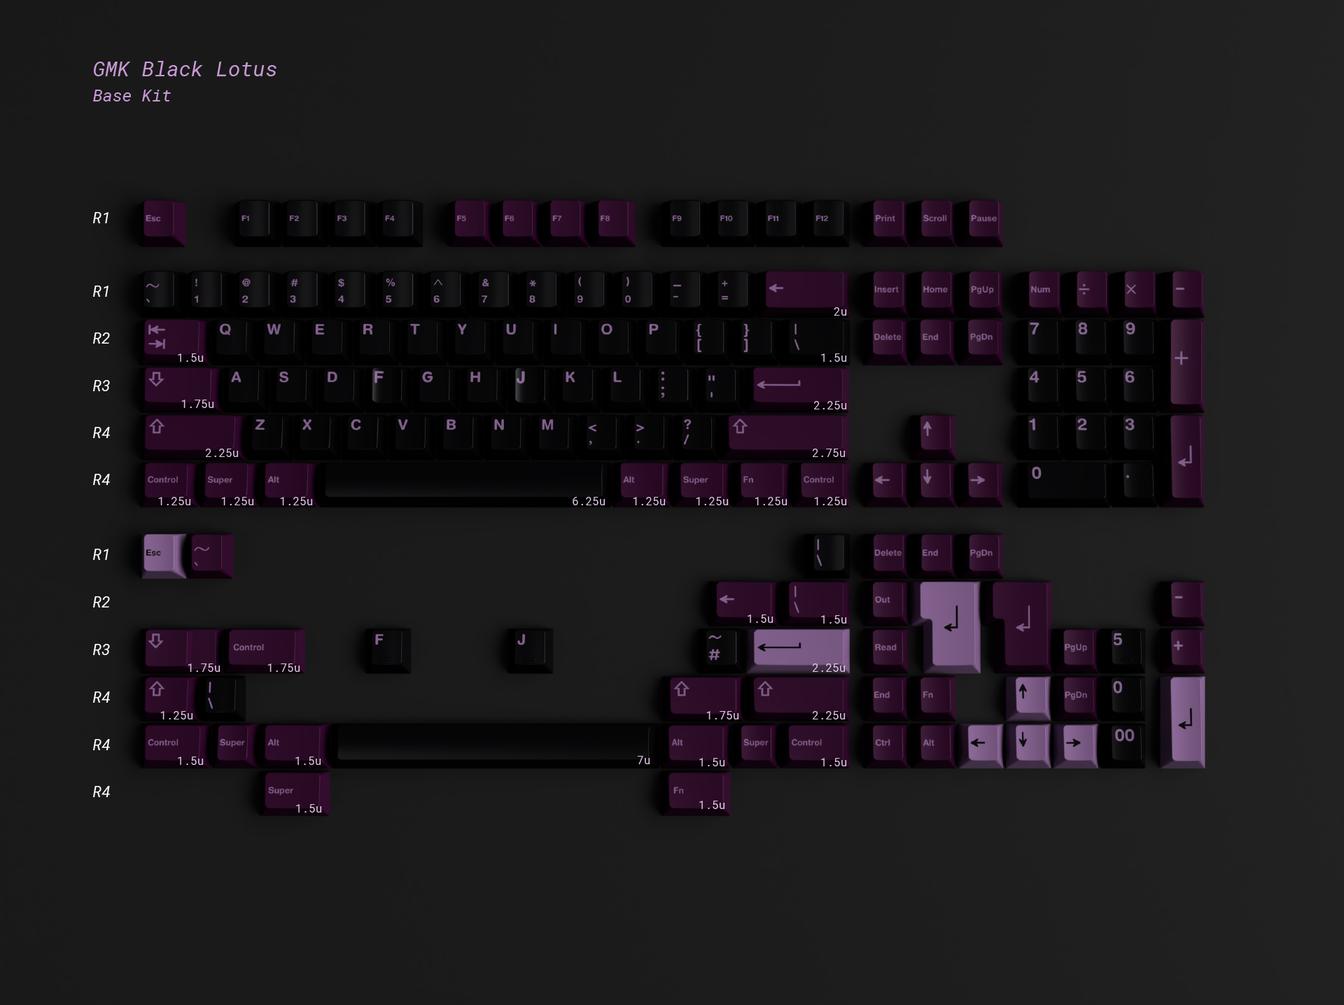 GMK Black Lotus
Base Kit
R1 Esc F1 F2 F3 F4 F5 F6 F7 F8 F9 F10 F11 F12 Print Scroll Pause
R1 ~ ` ! 1 @ 2 # 3 $ 4 % 5 ^ 6 & 7 * 8 ( 9 ) 0 _ - + = ← 2u Insert Home PgUp Num ÷ × -
R2 ⇤ ⇥ 1.5u Q W E R T Y U I O P { [ } ] | \ 1.5u Delete End PgDn 7 8 9 +
R3 ⇩ 1.75u A S D F G H J K L : ; " ' ⟵ 2.25u 4 5 6
R4 ⇧ 2.25u Z X C V B N M < , > . ? / ⇧ 2.75u ↑ 1 2 3 ↵
R4 Control 1.25u Super 1.25u Alt 1.25u 6.25u Alt 1.25u Super 1.25u Fn 1.25u Control 1.25u ← ↓ → 0 .
R1 Esc ~ ` | \ Delete End PgDn
R2 ← 1.5u | \ 1.5u Out ↵ ↵ -
R3 ⇩ 1.75u Control 1.75u F J ~ # ⟵ 2.25u Read PgUp 5 +
R4 ⇧ 1.25u | \ ⇧ 1.75u ⇧ 2.25u End Fn ↑ PgDn 0 ↵
R4 Control 1.5u Super Alt 1.5u 7u Alt 1.5u Super Control 1.5u Ctrl Alt ← ↓ → 00
R4 Super 1.5u Fn 1.5u